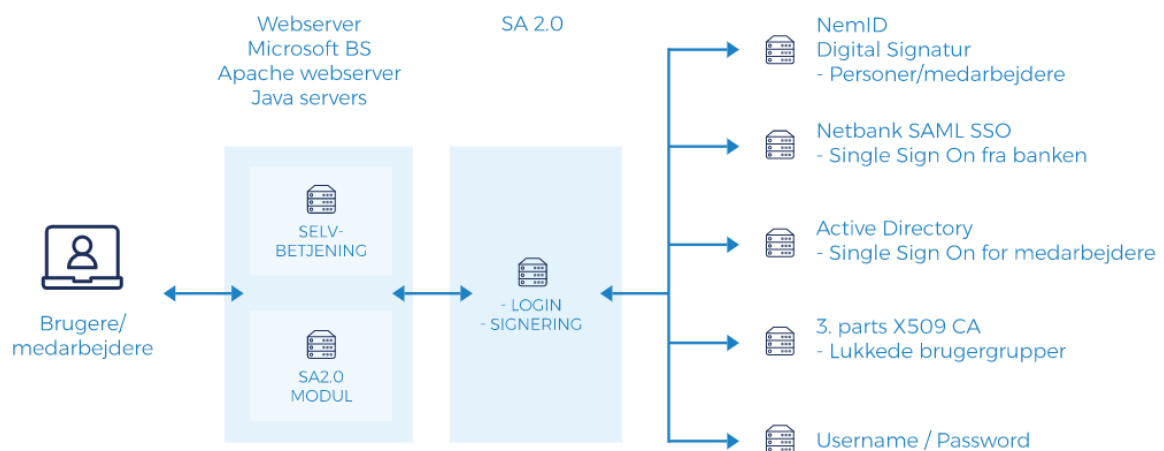 Webserver
Microsoft BS
Apache webserver
Java servers
SA 2.0
NemID
Digital Signatur
- Personer/medarbejdere
Netbank SAML SSO
- Single Sign On fra banken
SELV-
BETJENING
Active Directory
- Single Sign On for medarbejdere
- LOGIN
- SIGNERING
Brugere/
medarbejdere
3. parts X509 CA
- Lukkede brugergrupper
SA2.0
MODUL
Username / Password